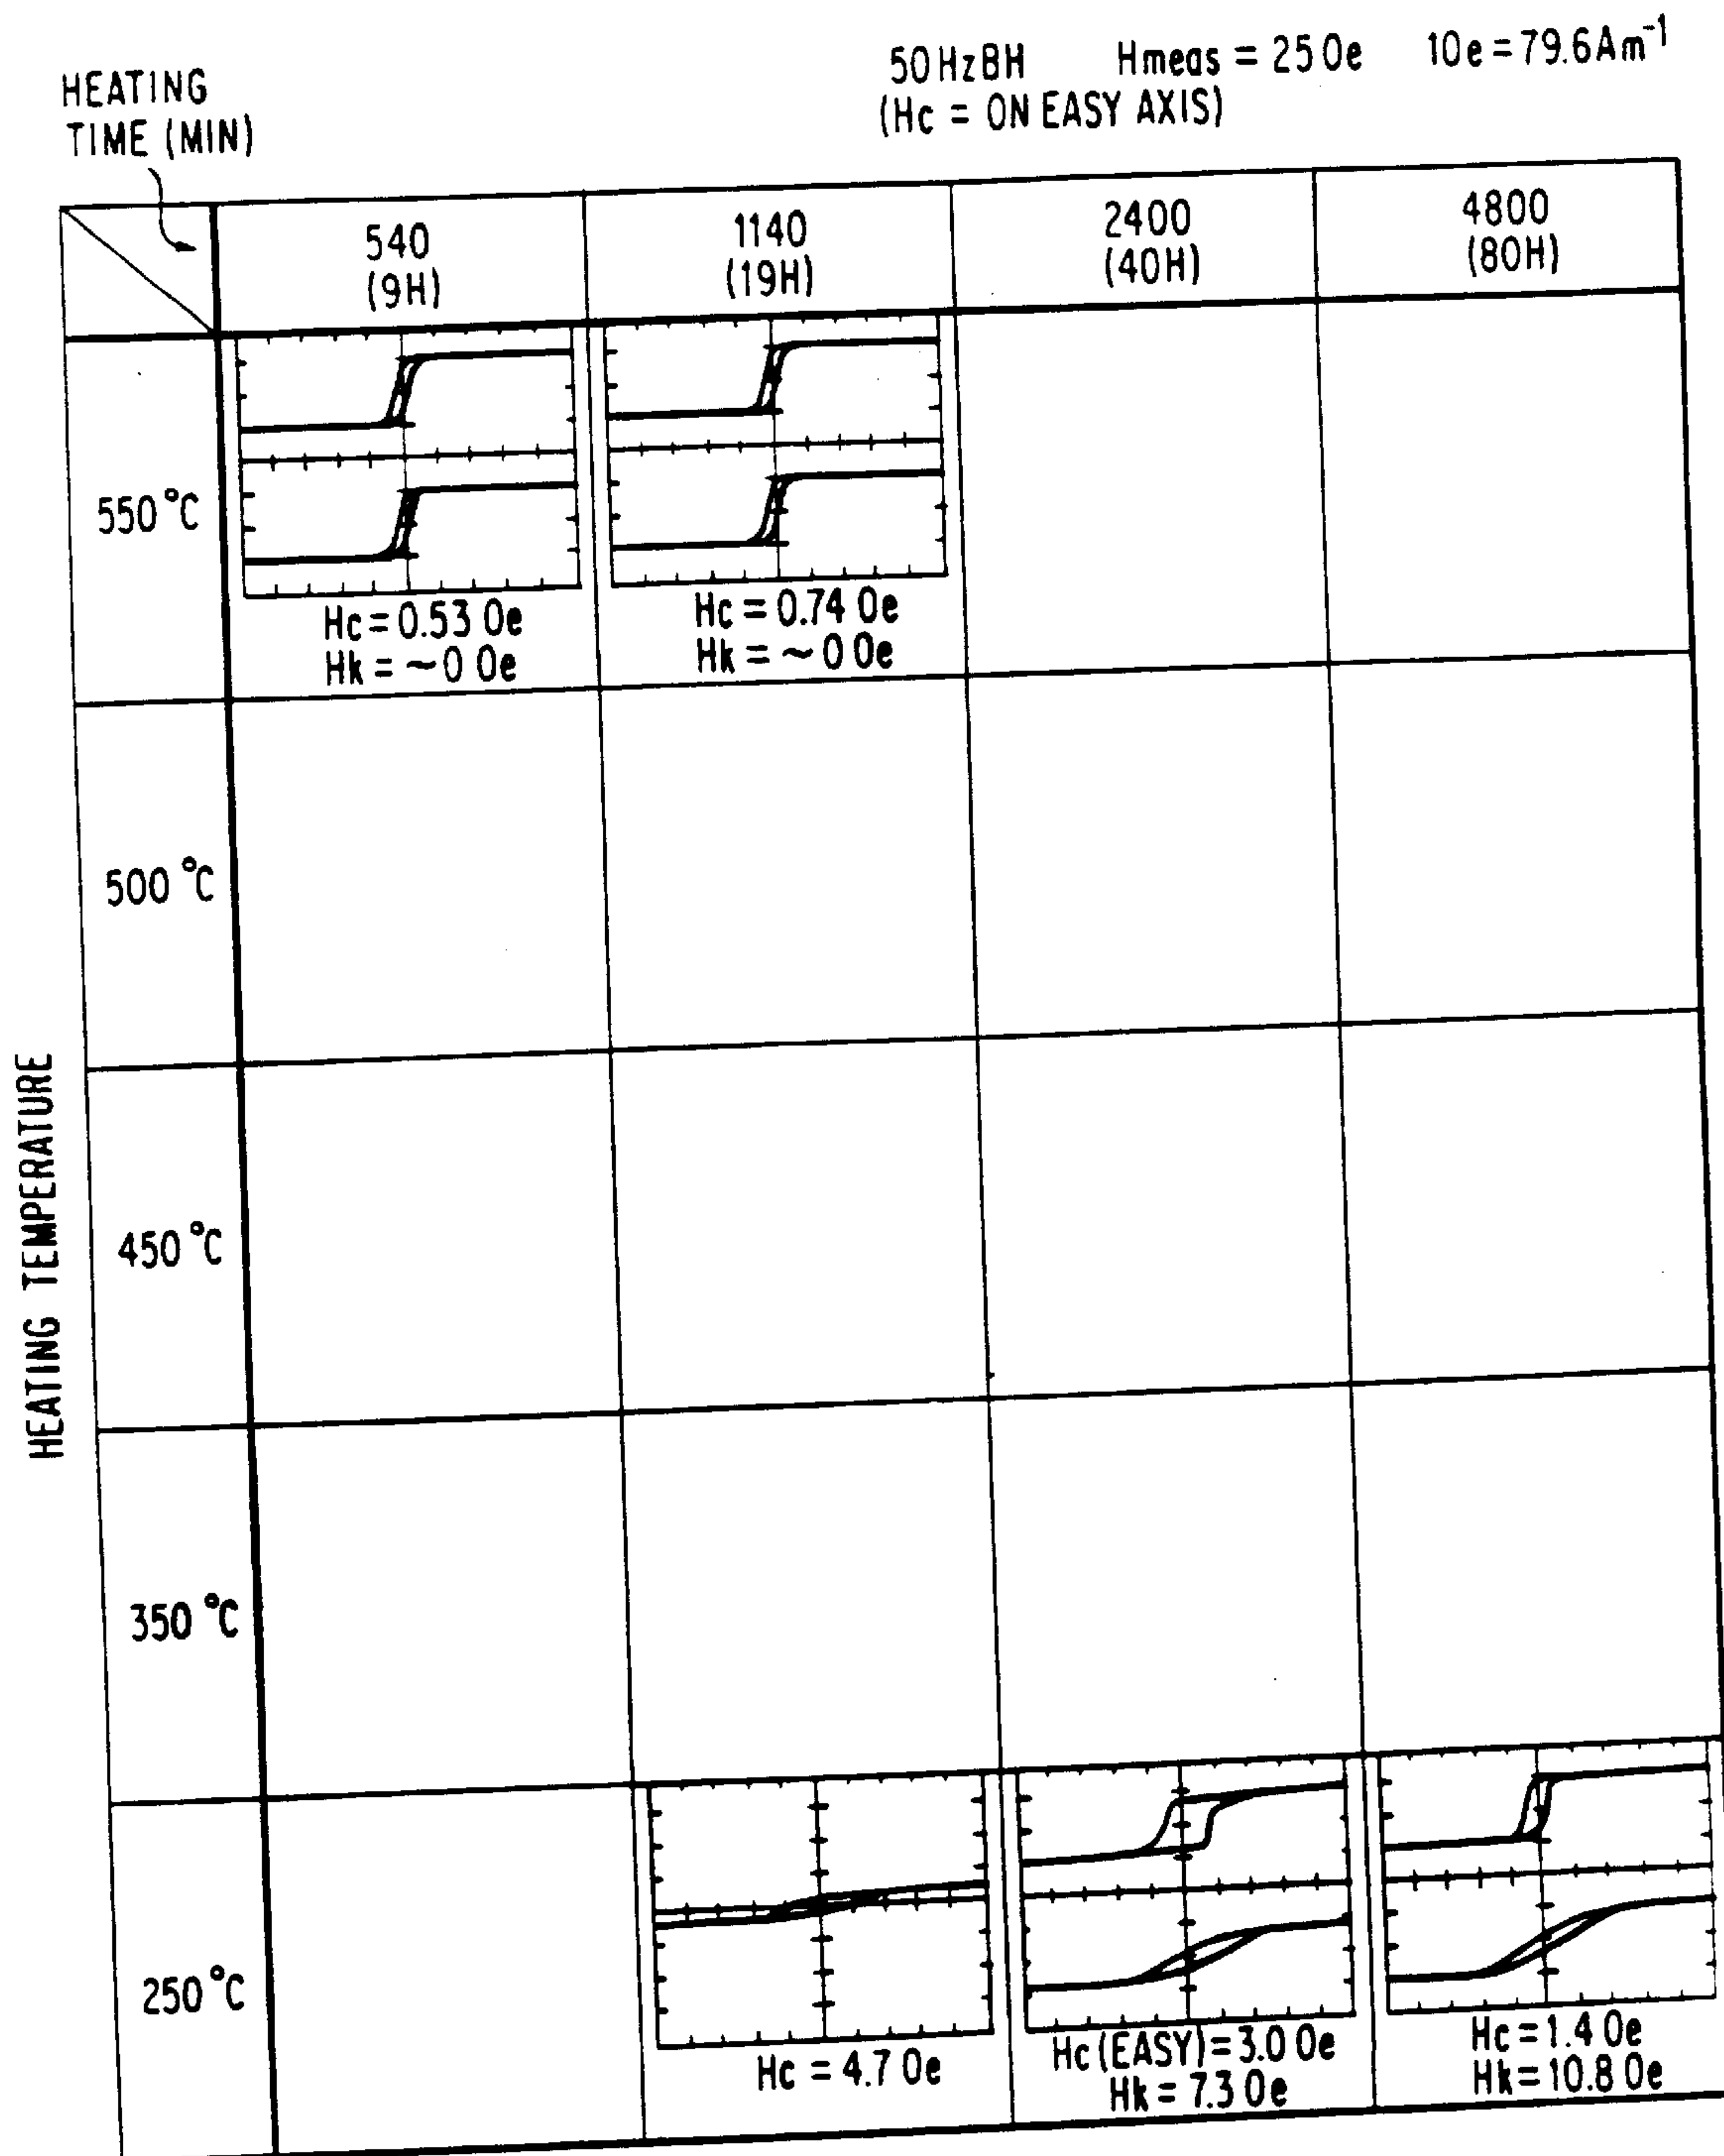 50HzBH Hmeas = 25 Oe 1Oe = 79.6Am⁻¹
(Hc = ON EASY AXIS)
HEATING
TIME (MIN)
540
(9H)
1140
(19H)
2400
(40H)
4800
(80H)
HEATING TEMPERATURE
550 °C
Hc = 0.53 Oe
Hk = ~0 Oe
Hc = 0.74 Oe
Hk = ~0 Oe
500 °C
450 °C
350 °C
250 °C
Hc = 4.7 Oe
Hc (EASY) = 3.0 Oe
Hk = 7.3 Oe
Hc = 1.4 Oe
Hk = 10.8 Oe